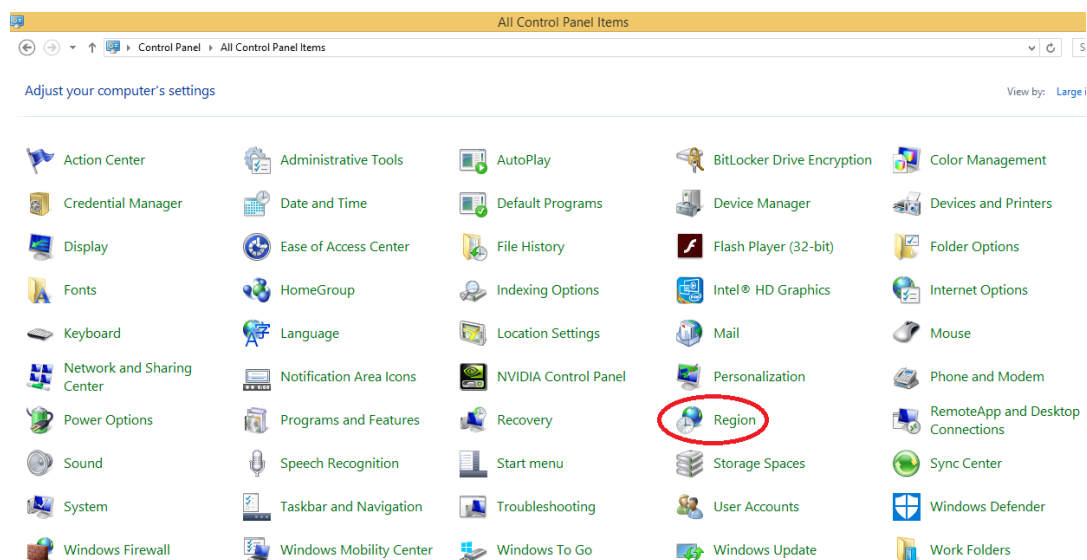 All Control Panel Items
Control Panel All Control Panel Items
Adjust your computer's settings
View by: Large
Action Center Administrative Tools AutoPlay BitLocker Drive Encryption Color Management
Credential Manager Date and Time Default Programs Device Manager Devices and Printers
Display Ease of Access Center File History Flash Player (32-bit) Folder Options
Fonts HomeGroup Indexing Options Intel® HD Graphics Internet Options
Keyboard Language Location Settings Mail Mouse
Network and Sharing
Center Notification Area Icons NVIDIA Control Panel Personalization Phone and Modem
Power Options Programs and Features Recovery Region RemoteApp and Desktop
Connections
Sound Speech Recognition Start menu Storage Spaces Sync Center
System Taskbar and Navigation Troubleshooting User Accounts Windows Defender
Windows Firewall Windows Mobility Center Windows To Go Windows Update Work Folders